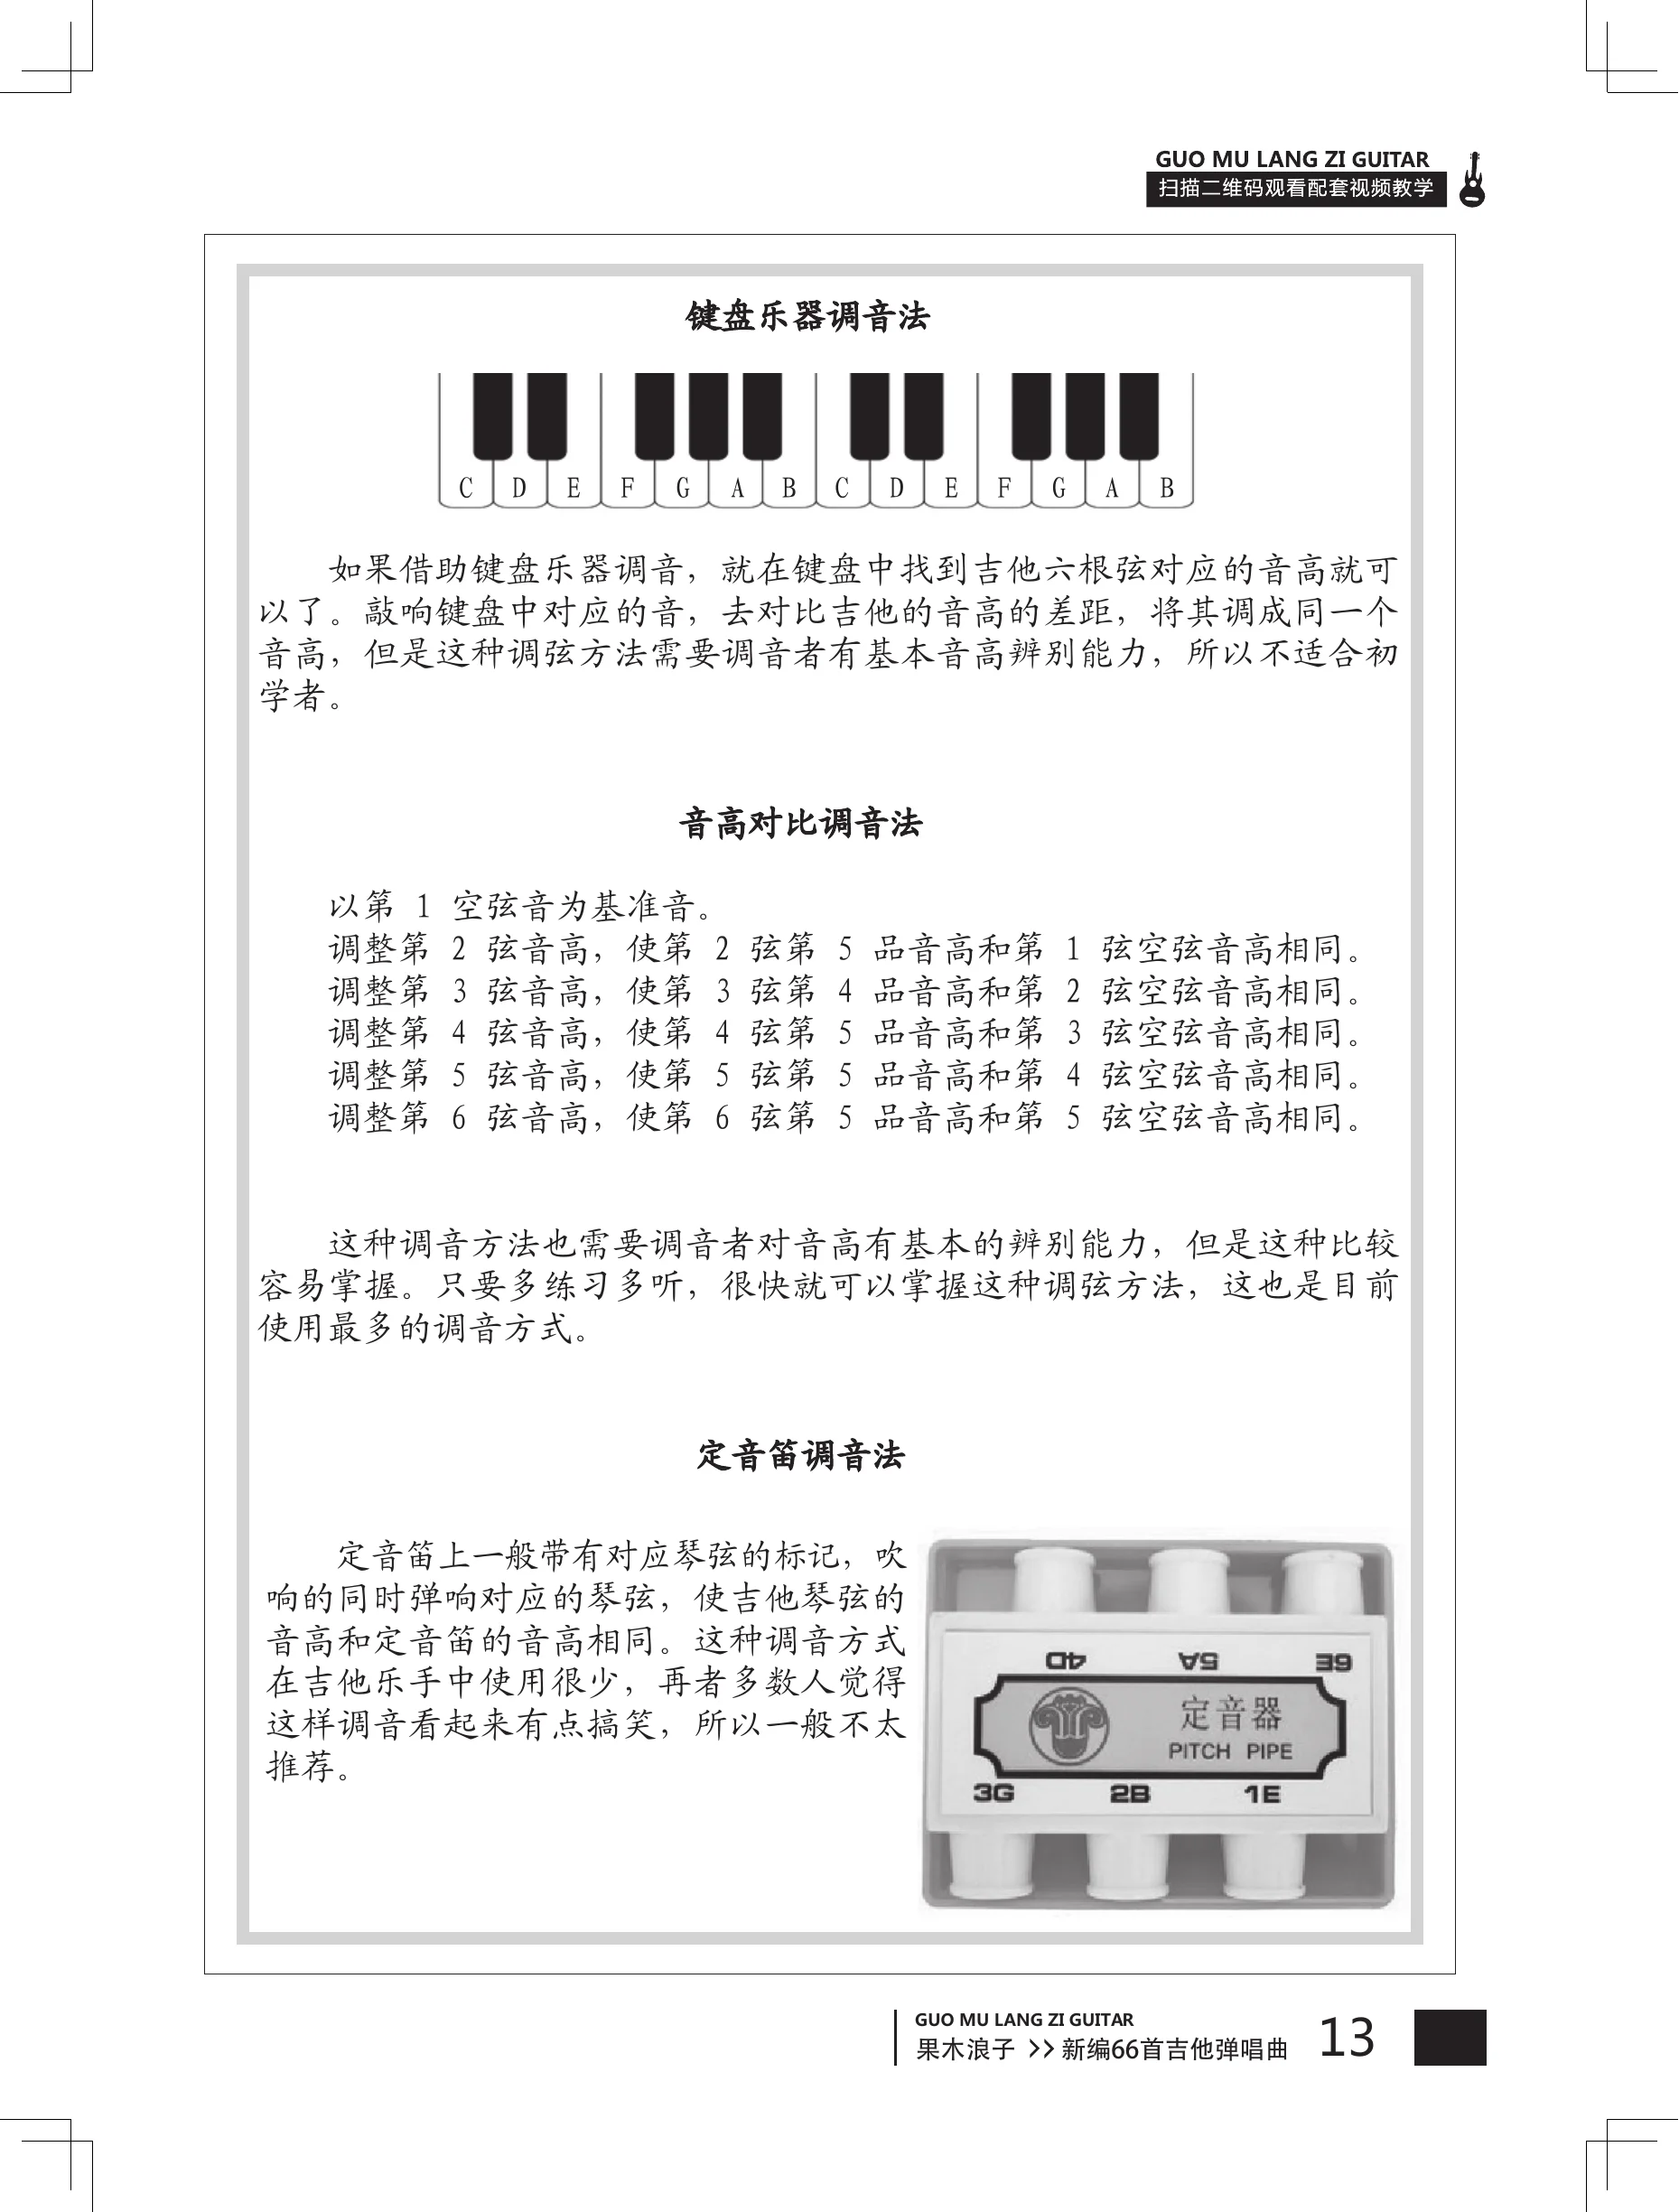 GUO MU LANG ZI GUITAR
扫描二维码观看配套视频教学
键盘乐器调音法
C D E F G A B C D E F G A B
如果借助键盘乐器调音，就在键盘中找到吉他六根弦对应的音高就可
以了。敲响键盘中对应的音，去对比吉他的音高的差距，将其调成同一个
音高，但是这种调弦方法需要调音者有基本音高辨别能力，所以不适合初
学者。
音高对比调音法
以第 1 空弦音为基准音。
调整第 2 弦音高，使第 2 弦第 5 品音高和第 1 弦空弦音高相同。
调整第 3 弦音高，使第 3 弦第 4 品音高和第 2 弦空弦音高相同。
调整第 4 弦音高，使第 4 弦第 5 品音高和第 3 弦空弦音高相同。
调整第 5 弦音高，使第 5 弦第 5 品音高和第 4 弦空弦音高相同。
调整第 6 弦音高，使第 6 弦第 5 品音高和第 5 弦空弦音高相同。
这种调音方法也需要调音者对音高有基本的辨别能力，但是这种比较
容易掌握。只要多练习多听，很快就可以掌握这种调弦方法，这也是目前
使用最多的调音方式。
定音笛调音法
定音笛上一般带有对应琴弦的标记，吹
响的同时弹响对应的琴弦，使吉他琴弦的
音高和定音笛的音高相同。这种调音方式
在吉他乐手中使用很少，再者多数人觉得
这样调音看起来有点搞笑，所以一般不太
推荐。
4D 5A 6E
定音器
PITCH PIPE
3G 2B 1E
GUO MU LANG ZI GUITAR
果木浪子 >> 新编66首吉他弹唱曲 13